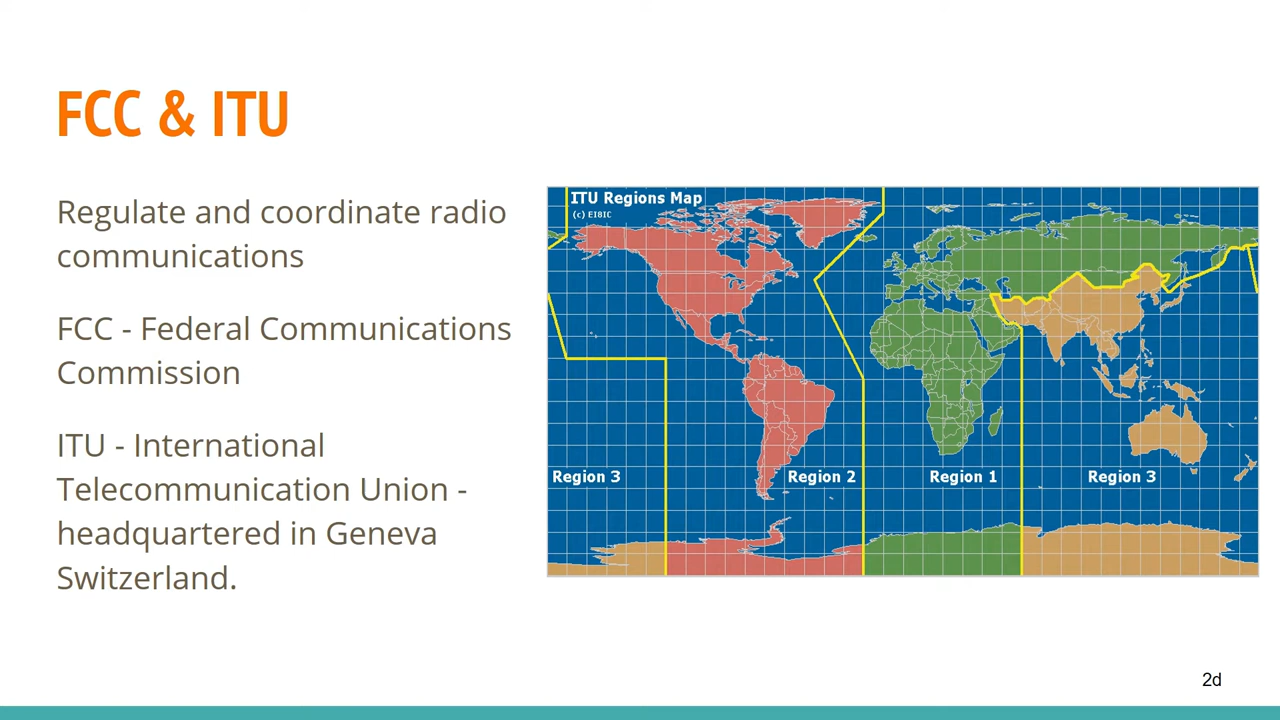 FCC & ITU
Regulate and coordinate radio
communications
FCC - Federal Communications
Commission
ITU - International
Telecommunication Union -
headquartered in Geneva
Switzerland.
ITU Regions Map
(c) EI8IC
Region 3
Region 2
Region 1
Region 3
2d